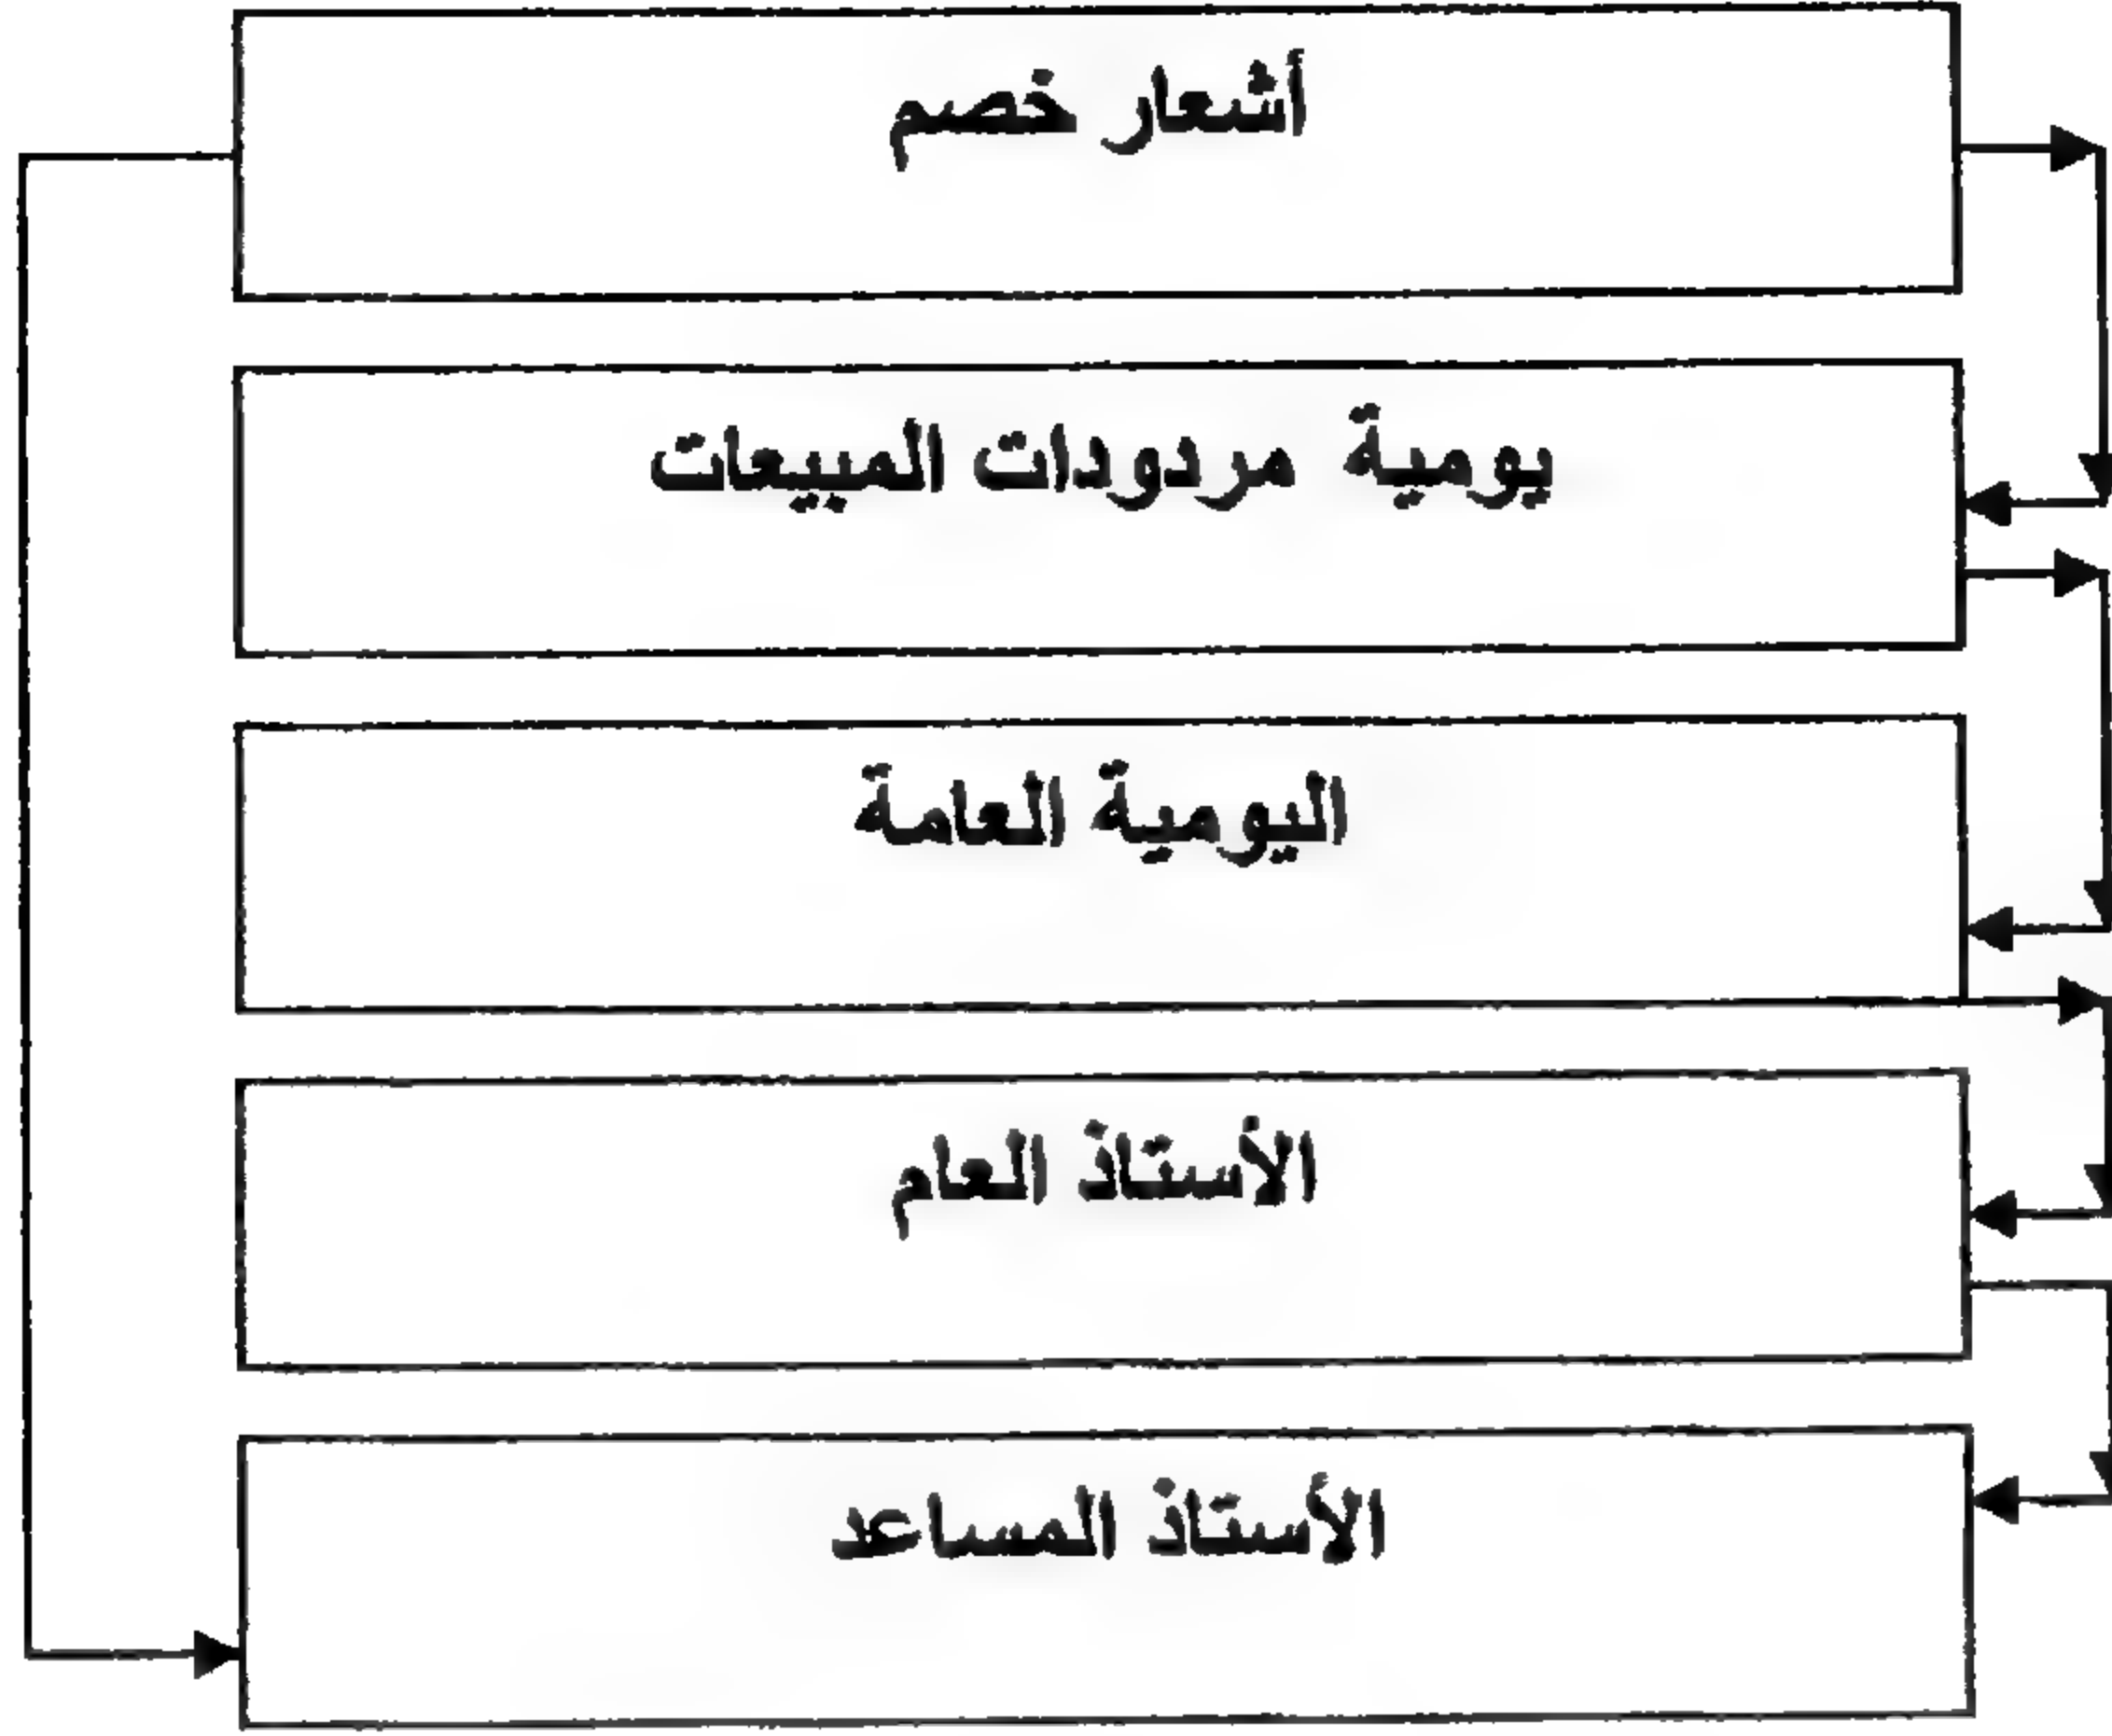 أشعار خصم
يومية مردودات المبيعات
اليومية العامة
الأستاذ العام
الأستاذ المساعد